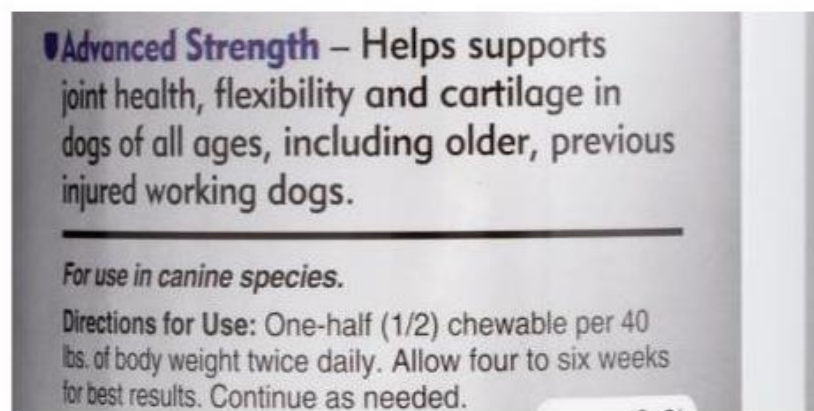 Advanced Strength – Helps supports
joint health, flexibility and cartilage in
dogs of all ages, including older, previous
injured working dogs.
For use in canine species.
Directions for Use: One-half (1/2) chewable per 40
lbs. of body weight twice daily. Allow four to six weeks
for best results. Continue as needed.